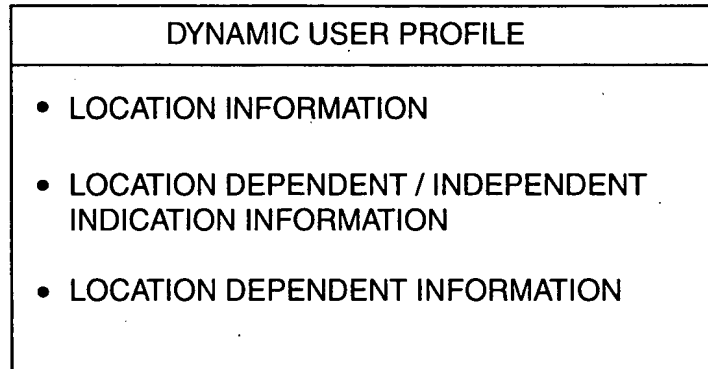 DYNAMIC USER PROFILE
• LOCATION INFORMATION
• LOCATION DEPENDENT / INDEPENDENT
INDICATION INFORMATION
• LOCATION DEPENDENT INFORMATION